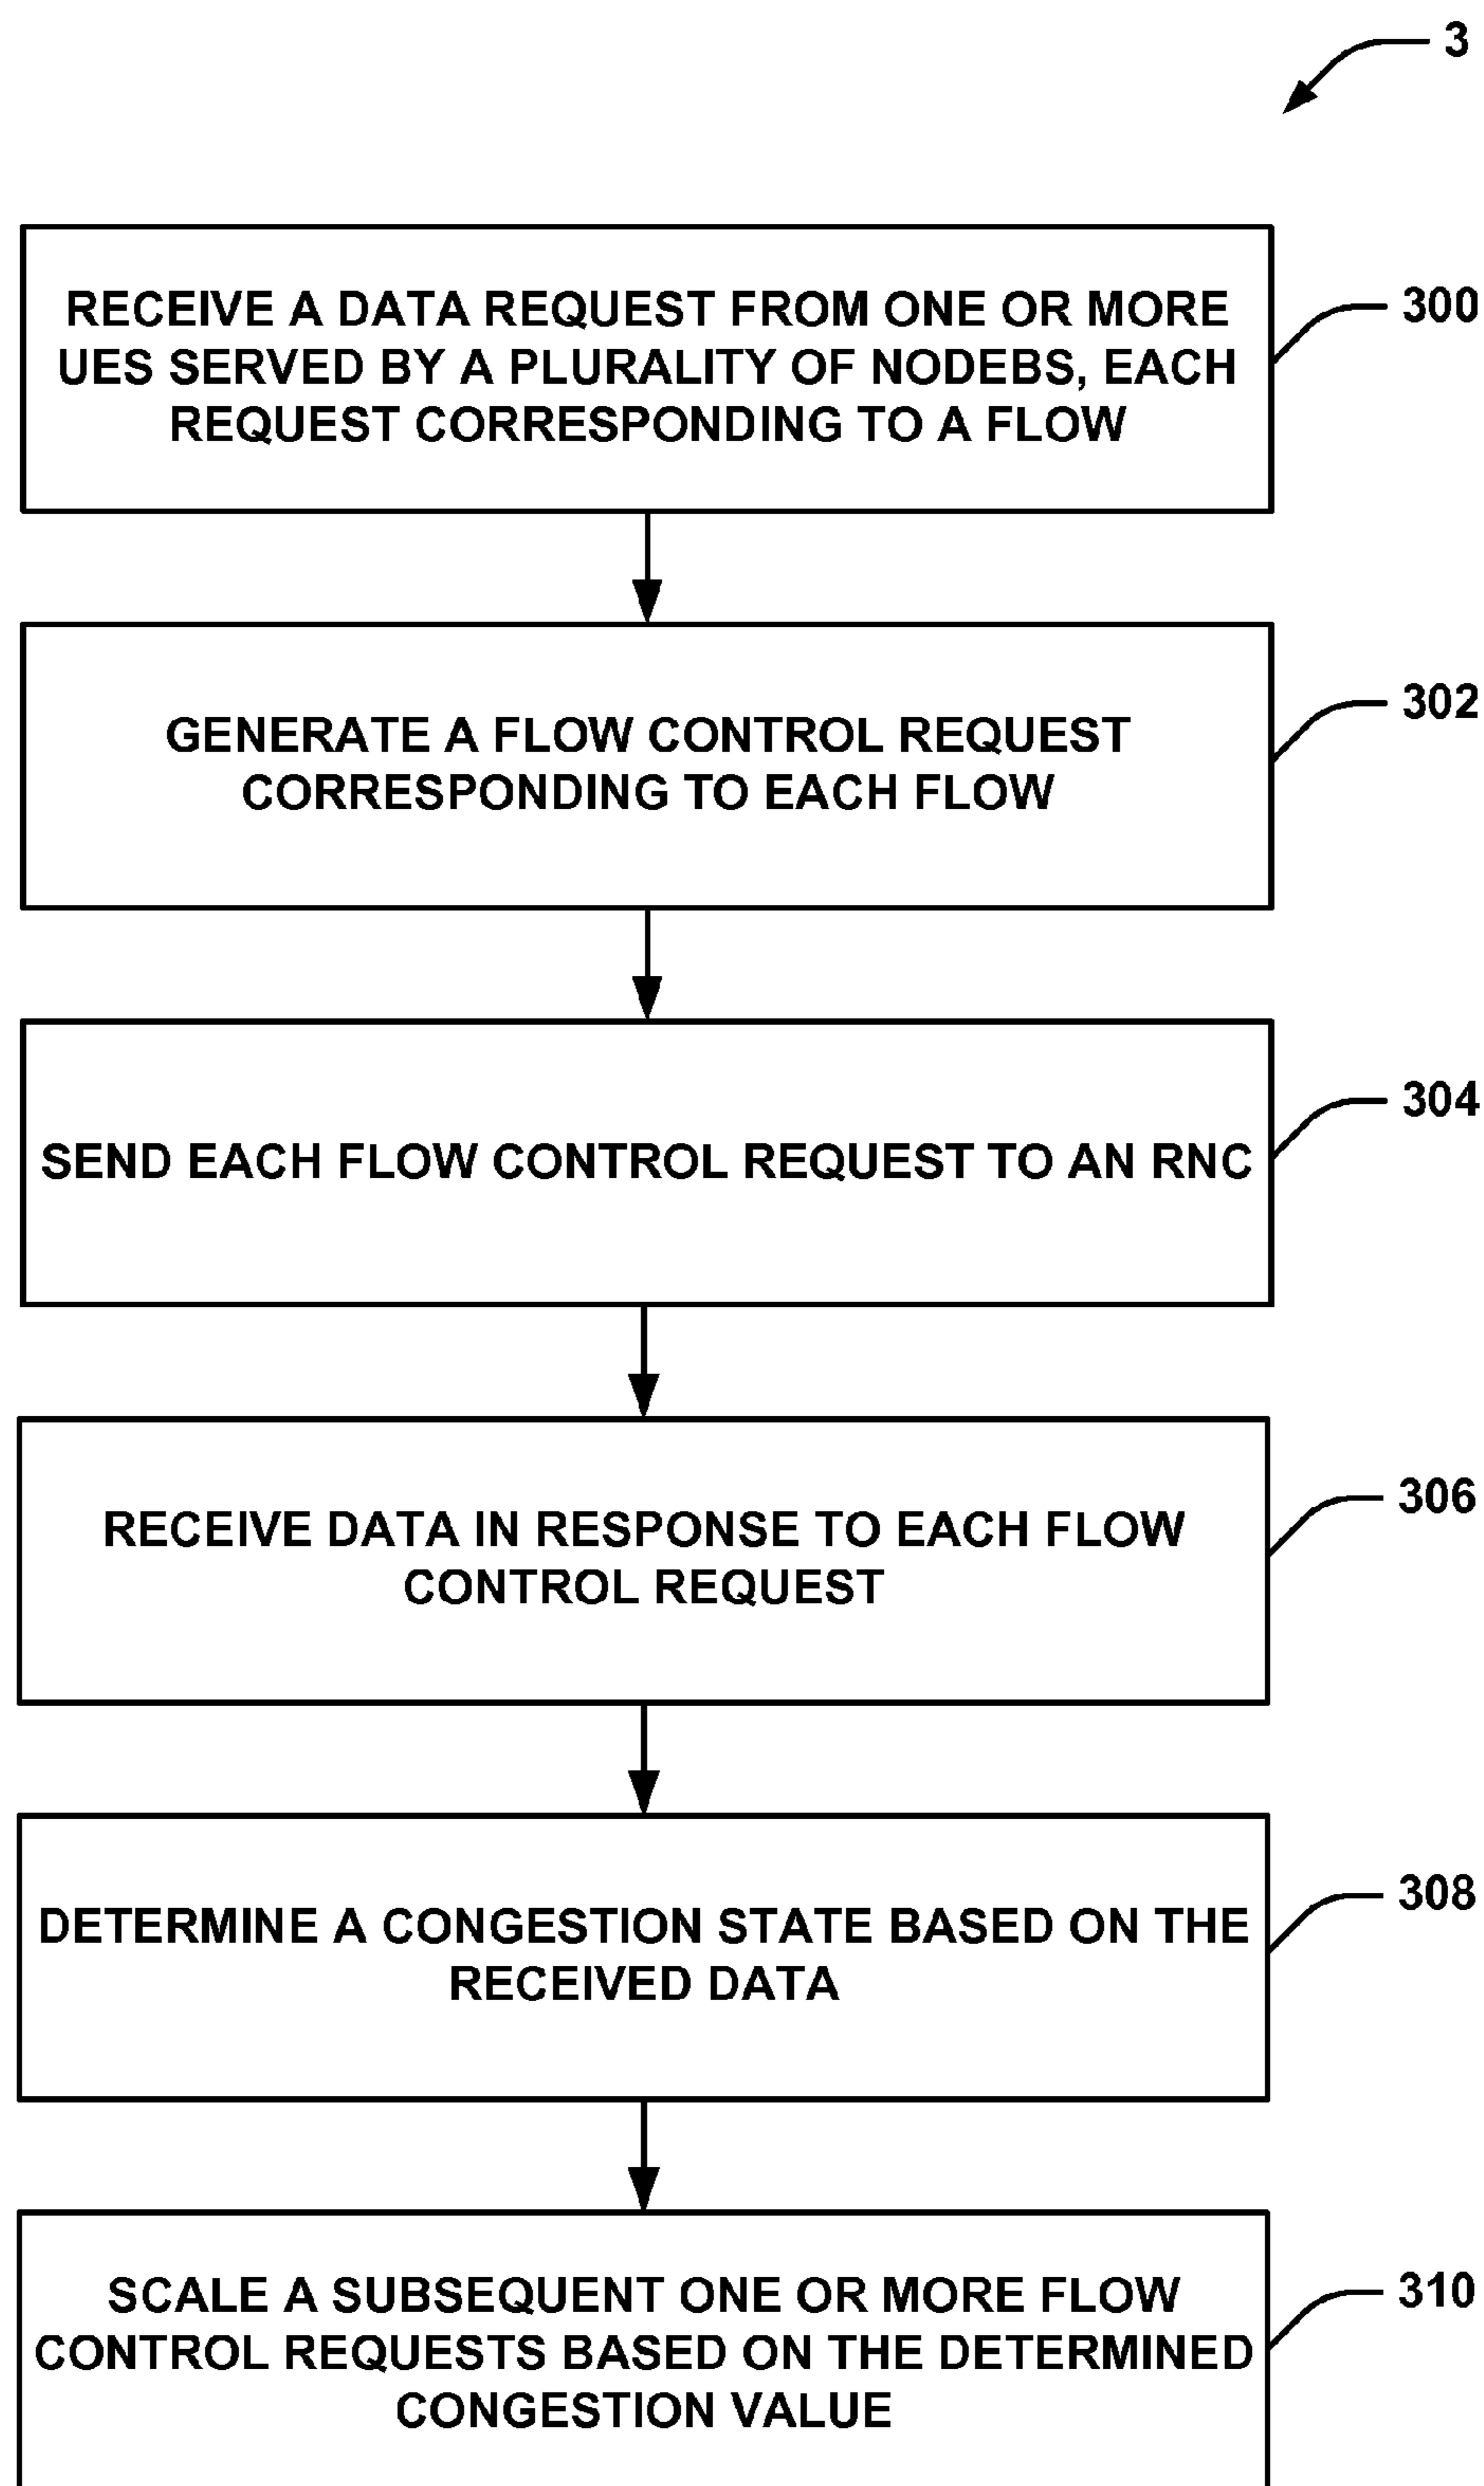 3
RECEIVE A DATA REQUEST FROM ONE OR MORE
UES SERVED BY A PLURALITY OF NODEBS, EACH
REQUEST CORRESPONDING TO A FLOW
300
GENERATE A FLOW CONTROL REQUEST
CORRESPONDING TO EACH FLOW
302
SEND EACH FLOW CONTROL REQUEST TO AN RNC
304
RECEIVE DATA IN RESPONSE TO EACH FLOW
CONTROL REQUEST
306
DETERMINE A CONGESTION STATE BASED ON THE
RECEIVED DATA
308
SCALE A SUBSEQUENT ONE OR MORE FLOW
CONTROL REQUESTS BASED ON THE DETERMINED
CONGESTION VALUE
310